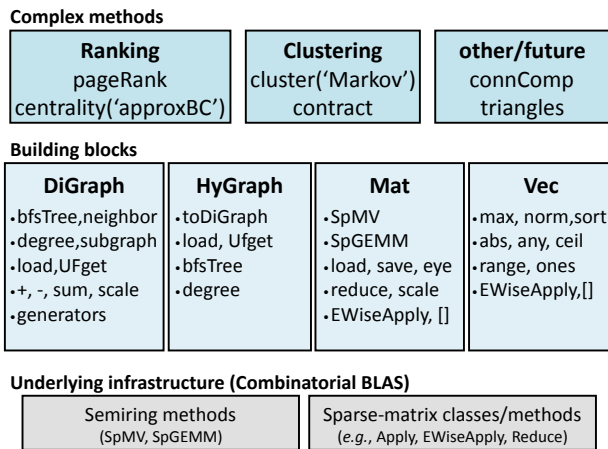 Complex methods
Ranking
pageRank
centrality(‘approxBC’)
Clustering
cluster(‘Markov’)
contract
other/future
connComp
triangles
Building blocks
DiGraph
•bfsTree,neighbor
•degree,subgraph
•load,UFget
•+, -, sum, scale
•generators
HyGraph
•toDiGraph
•load, Ufget
•bfsTree
•degree
Mat
•SpMV
•SpGEMM
•load, save, eye
•reduce, scale
•EWiseApply, []
Vec
•max, norm,sort
•abs, any, ceil
•range, ones
•EWiseApply,[]
Underlying infrastructure (Combinatorial BLAS)
Semiring methods
(SpMV, SpGEMM)
Sparse-matrix classes/methods
(e.g., Apply, EWiseApply, Reduce)